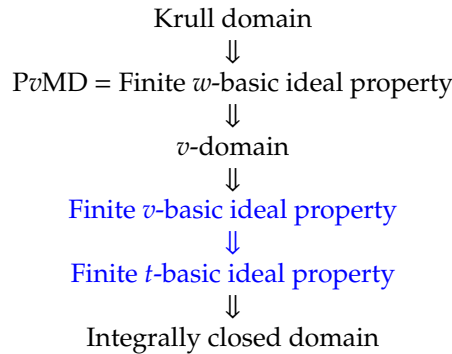 Krull domain
⇓
PvMD = Finite w-basic ideal property
⇓
v-domain
⇓
Finite v-basic ideal property
⇓
Finite t-basic ideal property
⇓
Integrally closed domain